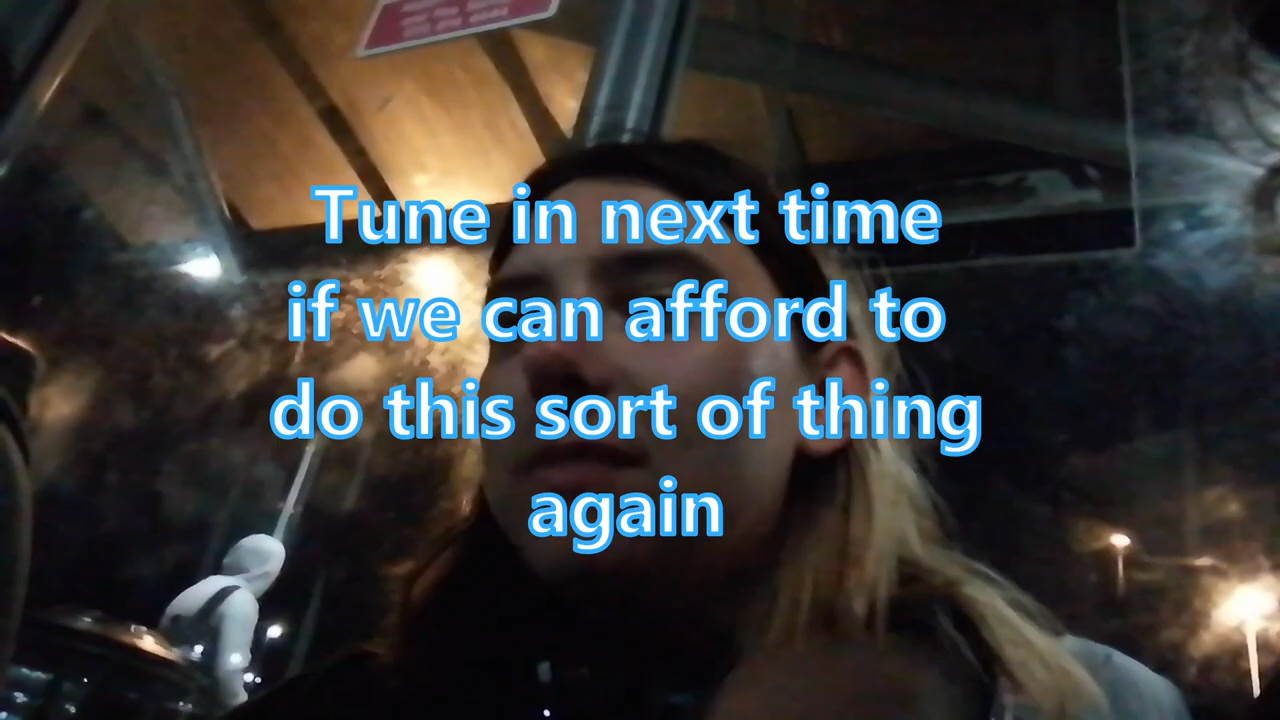 Tune in next time
if we can afford to
do this sort of thing
again